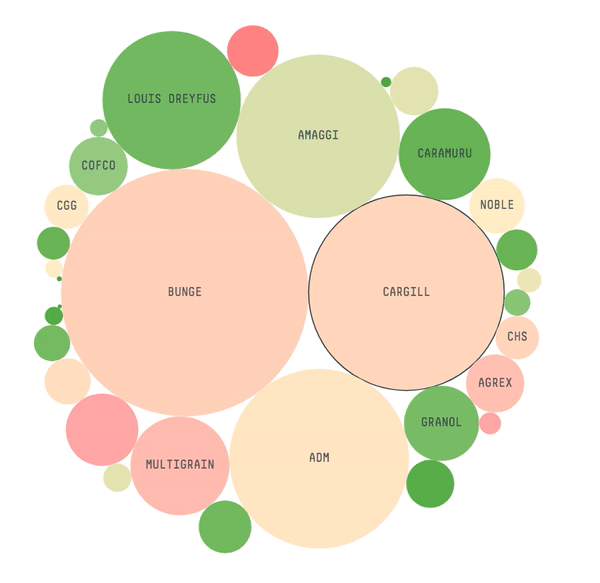 LOUIS DREYFUS
AMAGGI
CARAMURU
COFCO
CGG
NOBLE
BUNGE
CARGILL
CHS
AGREX
GRANOL
MULTIGRAIN
ADM